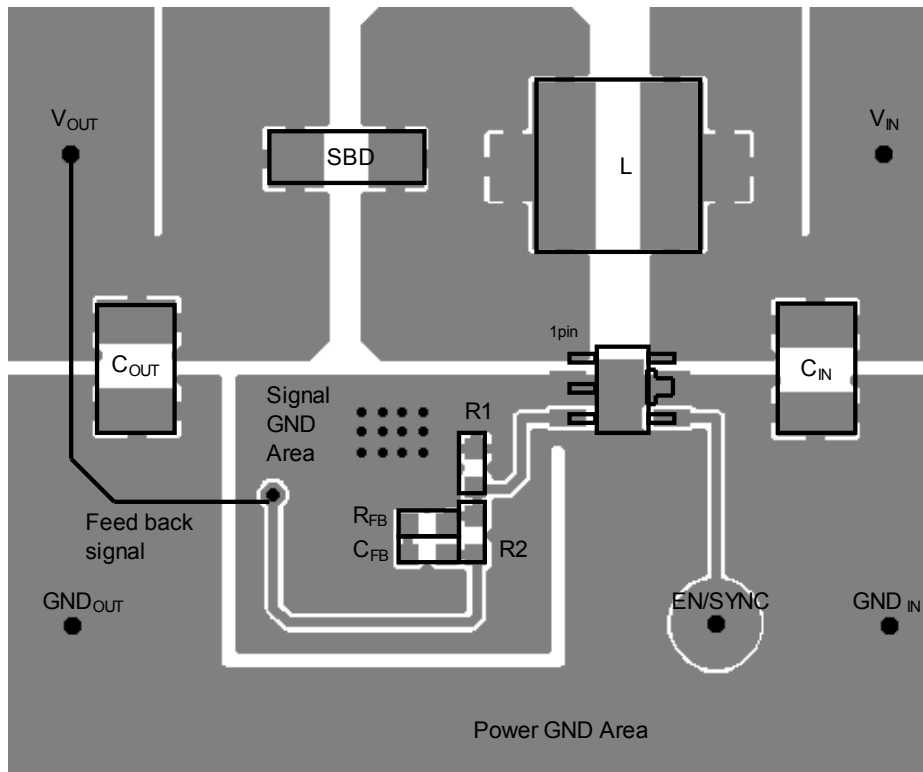 VOUT
VIN
SBD
L
1pin
COUT
CIN
Signal
GND
Area
R1
RFB
CFB
R2
Feed back
signal
GNDOUT
EN/SYNC
GND IN
Power GND Area